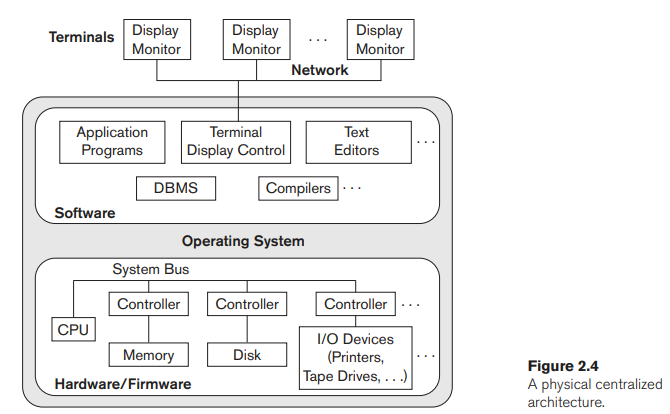 Terminals
Display
Monitor
Display
Monitor
. . .
Display
Monitor
Network
Application
Programs
Terminal
Display Control
Text
Editors
. . .
DBMS
Compilers
. . .
Software
Operating System
System Bus
Controller
Controller
Controller
. . .
CPU
Memory
Disk
I/O Devices
(Printers,
Tape Drives, . . .)
. . .
Hardware/Firmware
Figure 2.4
A physical centralized
architecture.